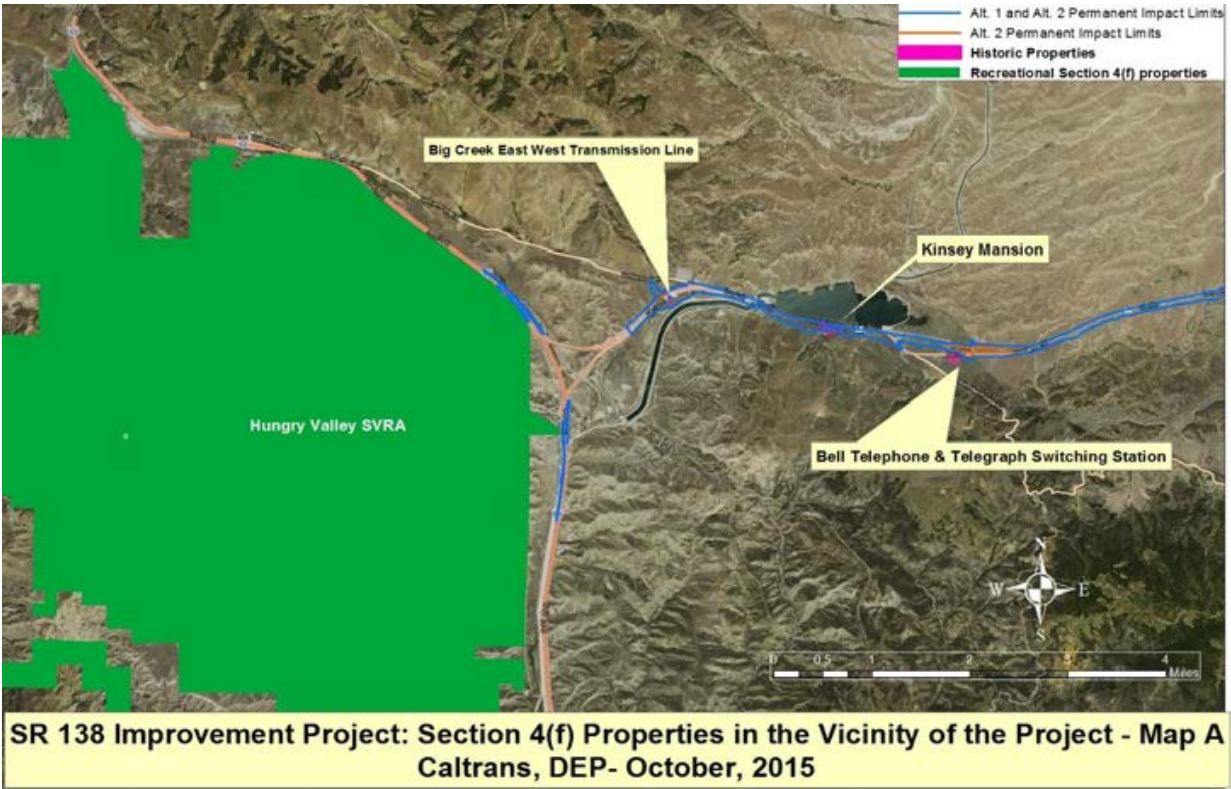 Alt. 1 and Alt. 2 Permanent Impact Limits
Alt. 2 Permanent Impact Limits
Historic Properties
Recreational Section 4(f) properties
Big Creek East West Transmission Line
Kinsey Mansion
Hungry Valley SVRA
Bell Telephone & Telegraph Switching Station
N
W E
S
0 0.5 1 2 3 4
Miles
SR 138 Improvement Project: Section 4(f) Properties in the Vicinity of the Project - Map A
Caltrans, DEP- October, 2015